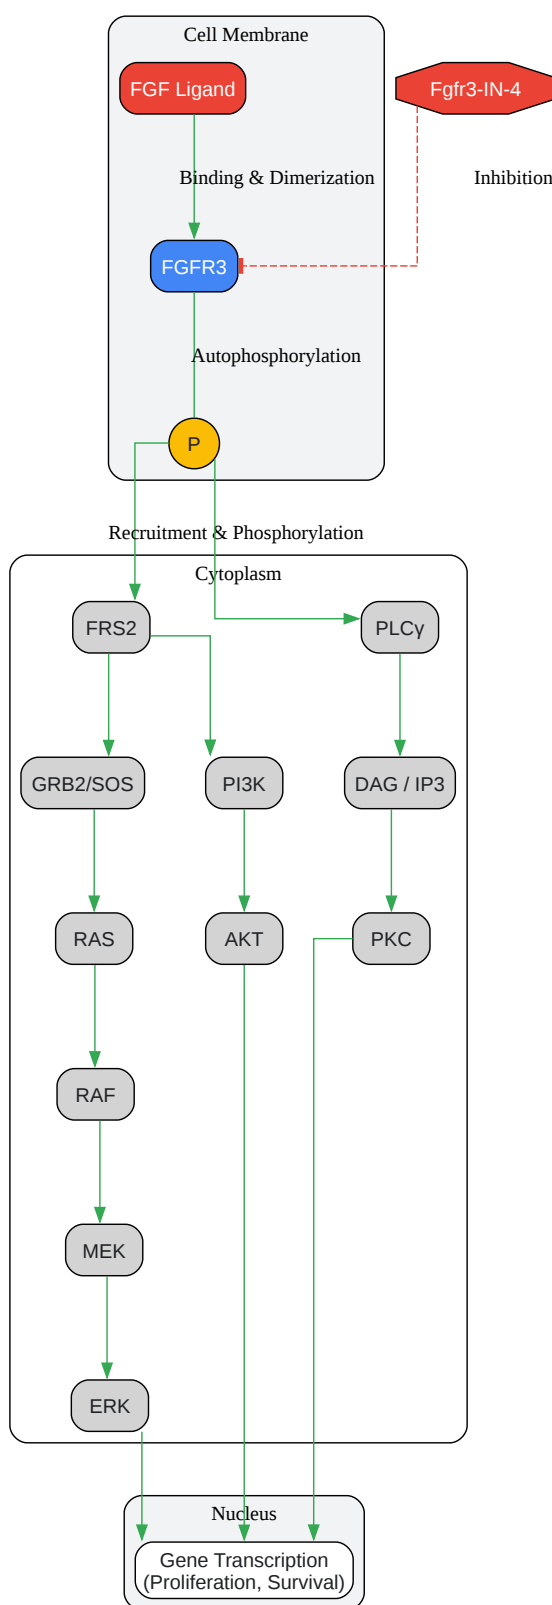 Cell Membrane
FGF Ligand
Fgfr3-IN-4
Binding & Dimerization
Inhibition
FGFR3
Autophosphorylation
P
Recruitment & Phosphorylation
Cytoplasm
FRS2
PLCγ
GRB2/SOS
PI3K
DAG / IP3
RAS
AKT
PKC
RAF
MEK
ERK
Nucleus
Gene Transcription
(Proliferation, Survival)